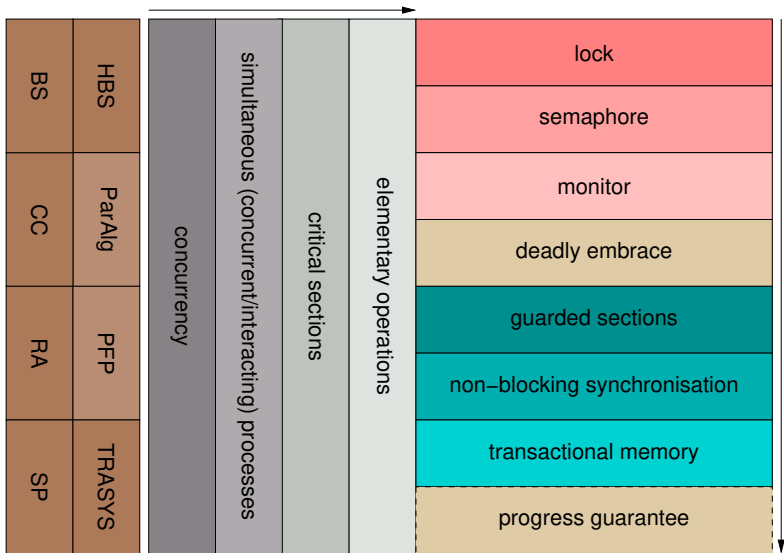 BS
CC
RA
SP
HBS
ParAlg
PFP
TRASYS
concurrency
simultaneous (concurrent/interacting) processes
critical sections
elementary operations
lock
semaphore
monitor
deadly embrace
guarded sections
non−blocking synchronisation
transactional memory
progress guarantee